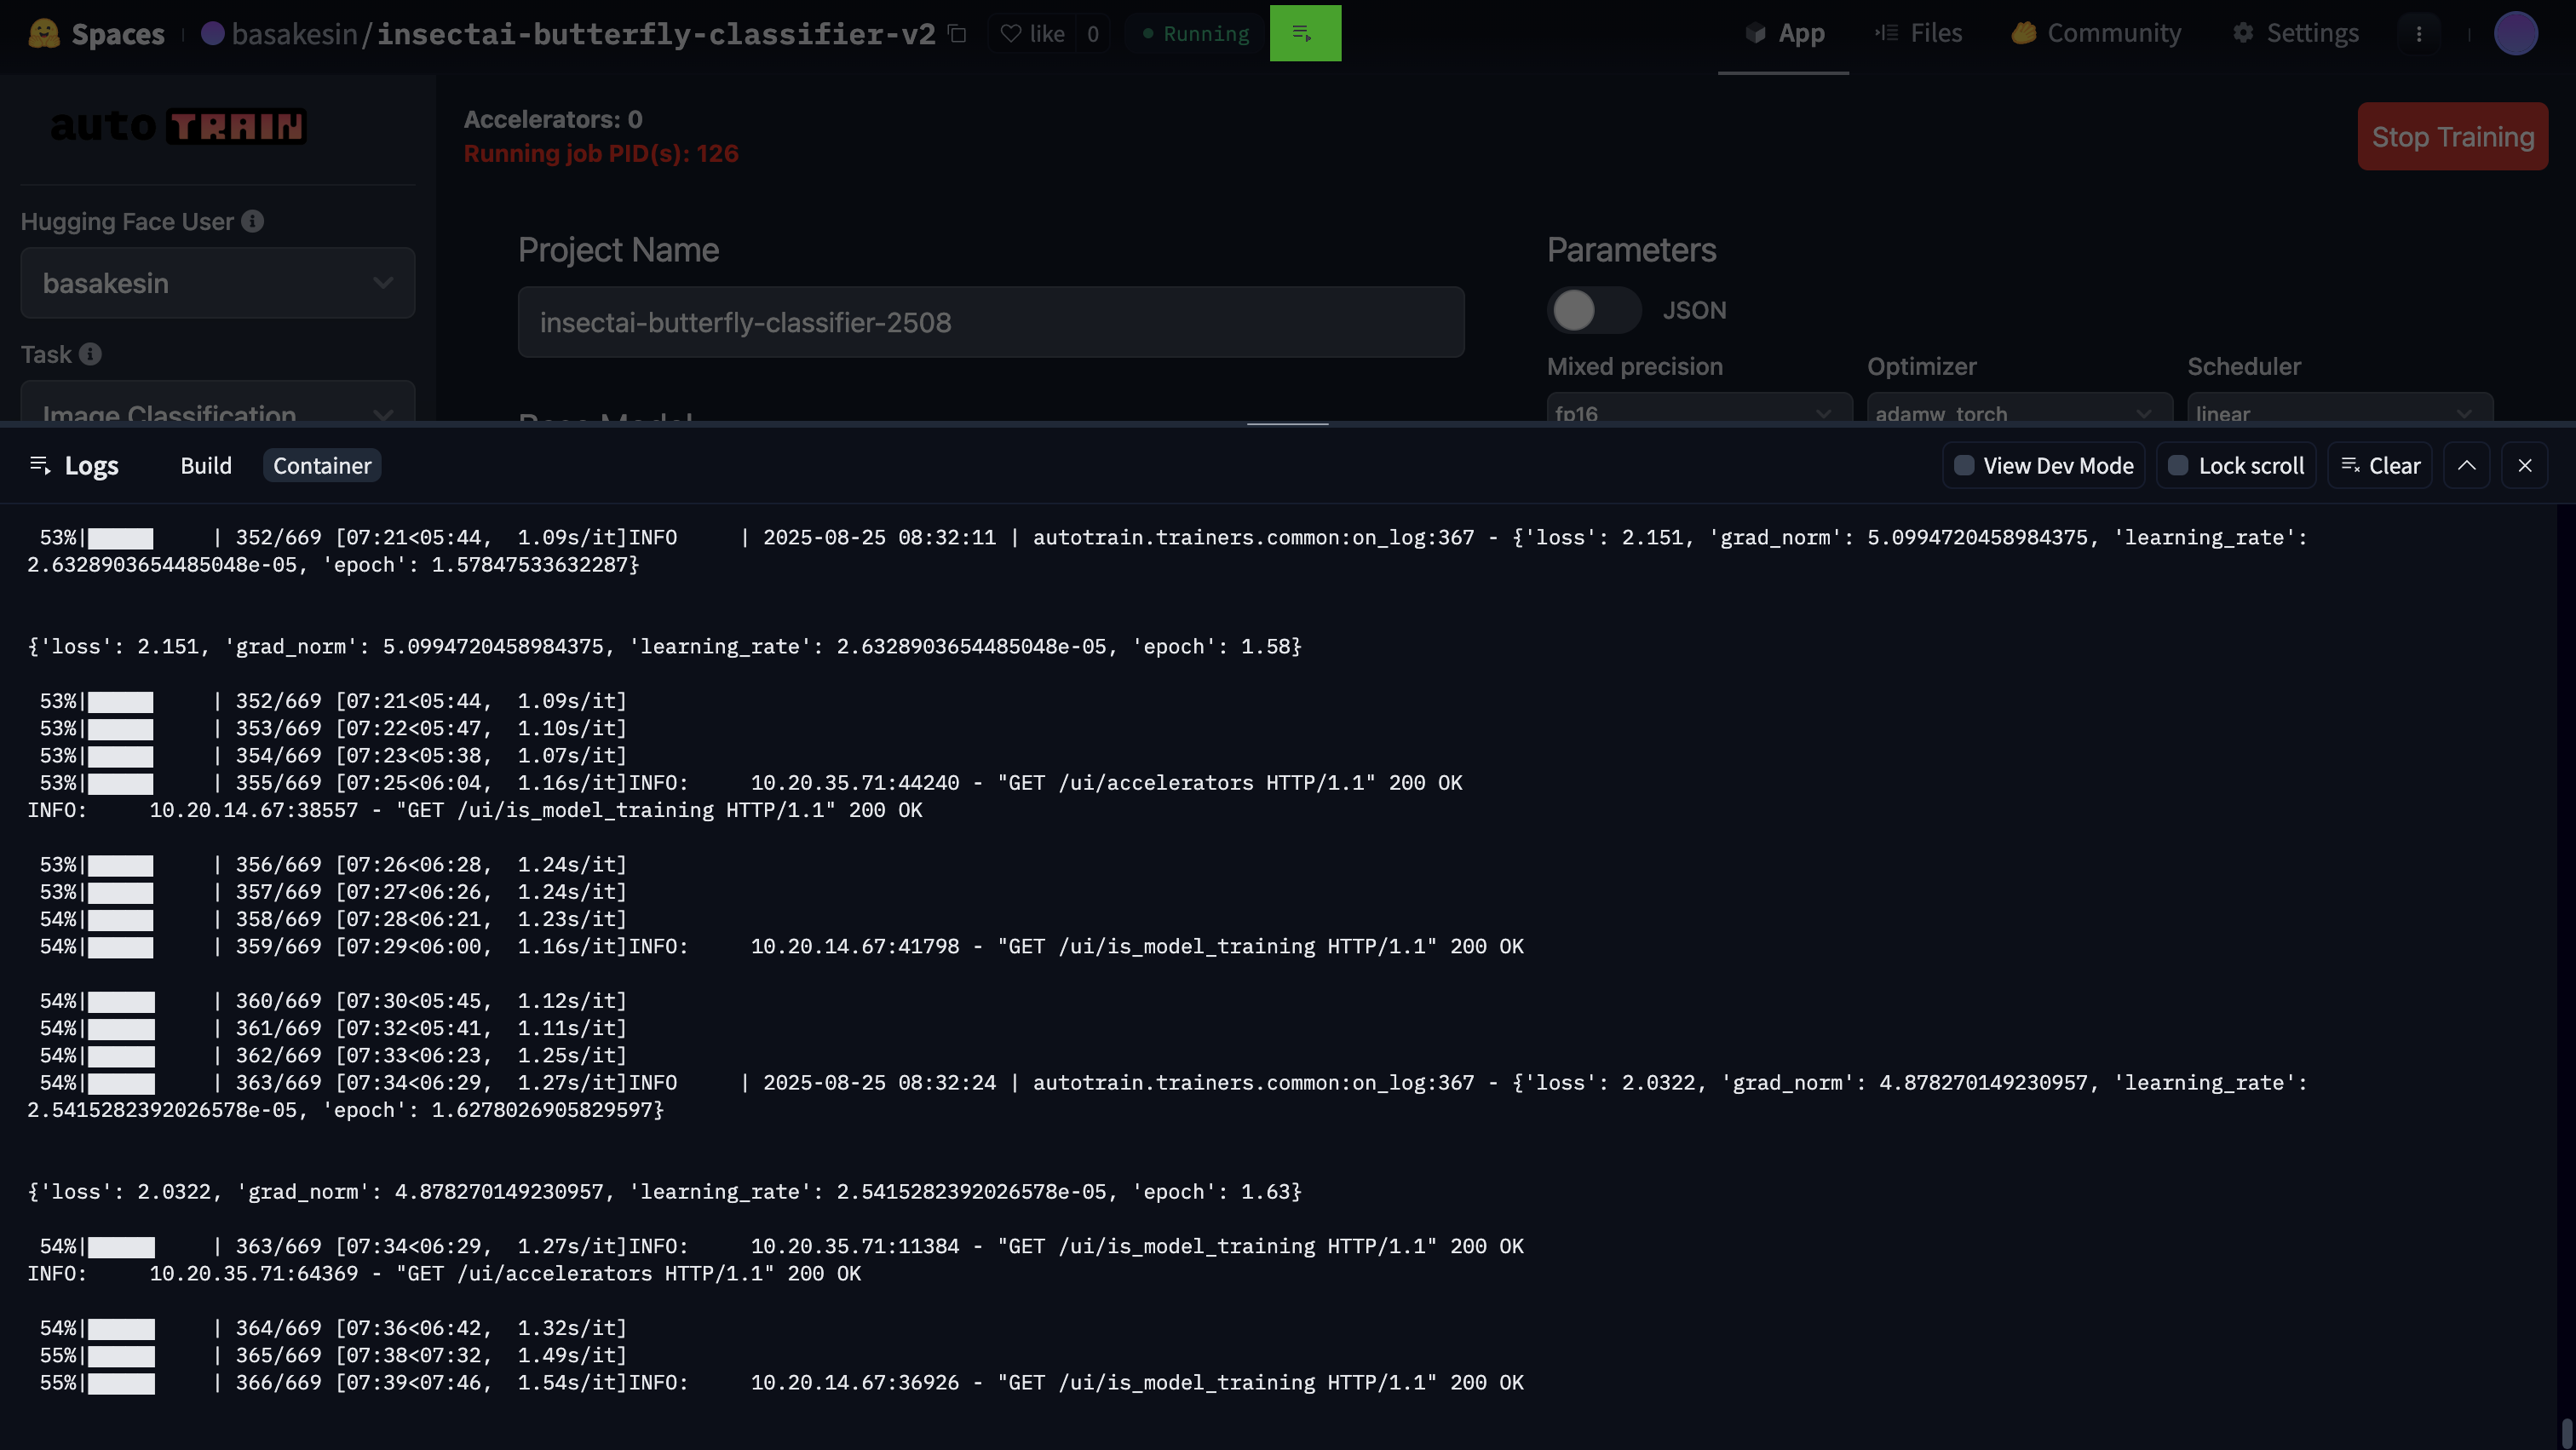 Spaces
basakesin/insectai-butterfly-classifier-v2
like 0
Running
App
Files
Community
Settings
autoTRAIN
Accelerators: 0
Running job PID(s): 126
Stop Training
Hugging Face User
basakesin
Task
Image Classification
Project Name
insectai-butterfly-classifier-2508
Base Model
Parameters
JSON
Mixed precision
Optimizer
Scheduler
fp16
adamw_torch
linear
Logs
Build
Container
View Dev Mode
Lock scroll
Clear
53%| | 352/669 [07:21<05:44, 1.09s/it]INFO | 2025-08-25 08:32:11 | autotrain.trainers.common:on_log:367 - {'loss': 2.151, 'grad_norm': 5.0994720458984375, 'learning_rate':
2.6328903654485048e-05, 'epoch': 1.57847533632287}
{'loss': 2.151, 'grad_norm': 5.0994720458984375, 'learning_rate': 2.6328903654485048e-05, 'epoch': 1.58}
53%| | 352/669 [07:21<05:44, 1.09s/it]
53%| | 353/669 [07:22<05:47, 1.10s/it]
53%| | 354/669 [07:23<05:38, 1.07s/it]
53%| | 355/669 [07:25<06:04, 1.16s/it]INFO: 10.20.35.71:44240 - "GET /ui/accelerators HTTP/1.1" 200 OK
INFO: 10.20.14.67:38557 - "GET /ui/is_model_training HTTP/1.1" 200 OK
53%| | 356/669 [07:26<06:28, 1.24s/it]
53%| | 357/669 [07:27<06:26, 1.24s/it]
54%| | 358/669 [07:28<06:21, 1.23s/it]
54%| | 359/669 [07:29<06:00, 1.16s/it]INFO: 10.20.14.67:41798 - "GET /ui/is_model_training HTTP/1.1" 200 OK
54%| | 360/669 [07:30<05:45, 1.12s/it]
54%| | 361/669 [07:32<05:41, 1.11s/it]
54%| | 362/669 [07:33<06:23, 1.25s/it]
54%| | 363/669 [07:34<06:29, 1.27s/it]INFO | 2025-08-25 08:32:24 | autotrain.trainers.common:on_log:367 - {'loss': 2.0322, 'grad_norm': 4.878270149230957, 'learning_rate':
2.5415282392026578e-05, 'epoch': 1.6278026905829597}
{'loss': 2.0322, 'grad_norm': 4.878270149230957, 'learning_rate': 2.5415282392026578e-05, 'epoch': 1.63}
54%| | 363/669 [07:34<06:29, 1.27s/it]INFO: 10.20.35.71:11384 - "GET /ui/is_model_training HTTP/1.1" 200 OK
INFO: 10.20.35.71:64369 - "GET /ui/accelerators HTTP/1.1" 200 OK
54%| | 364/669 [07:36<06:42, 1.32s/it]
55%| | 365/669 [07:38<07:32, 1.49s/it]
55%| | 366/669 [07:39<07:46, 1.54s/it]INFO: 10.20.14.67:36926 - "GET /ui/is_model_training HTTP/1.1" 200 OK